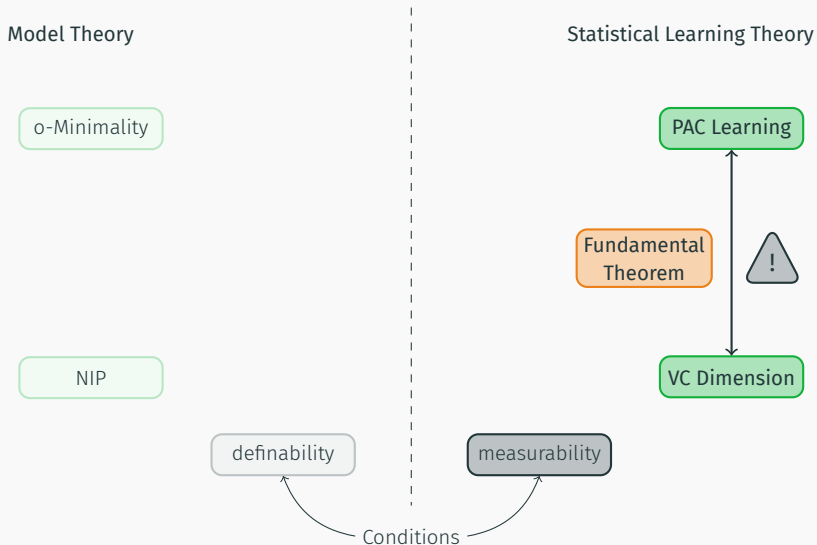 Model Theory
Statistical Learning Theory
o-Minimality
PAC Learning
Fundamental
Theorem
!
NIP
VC Dimension
definability
measurability
Conditions